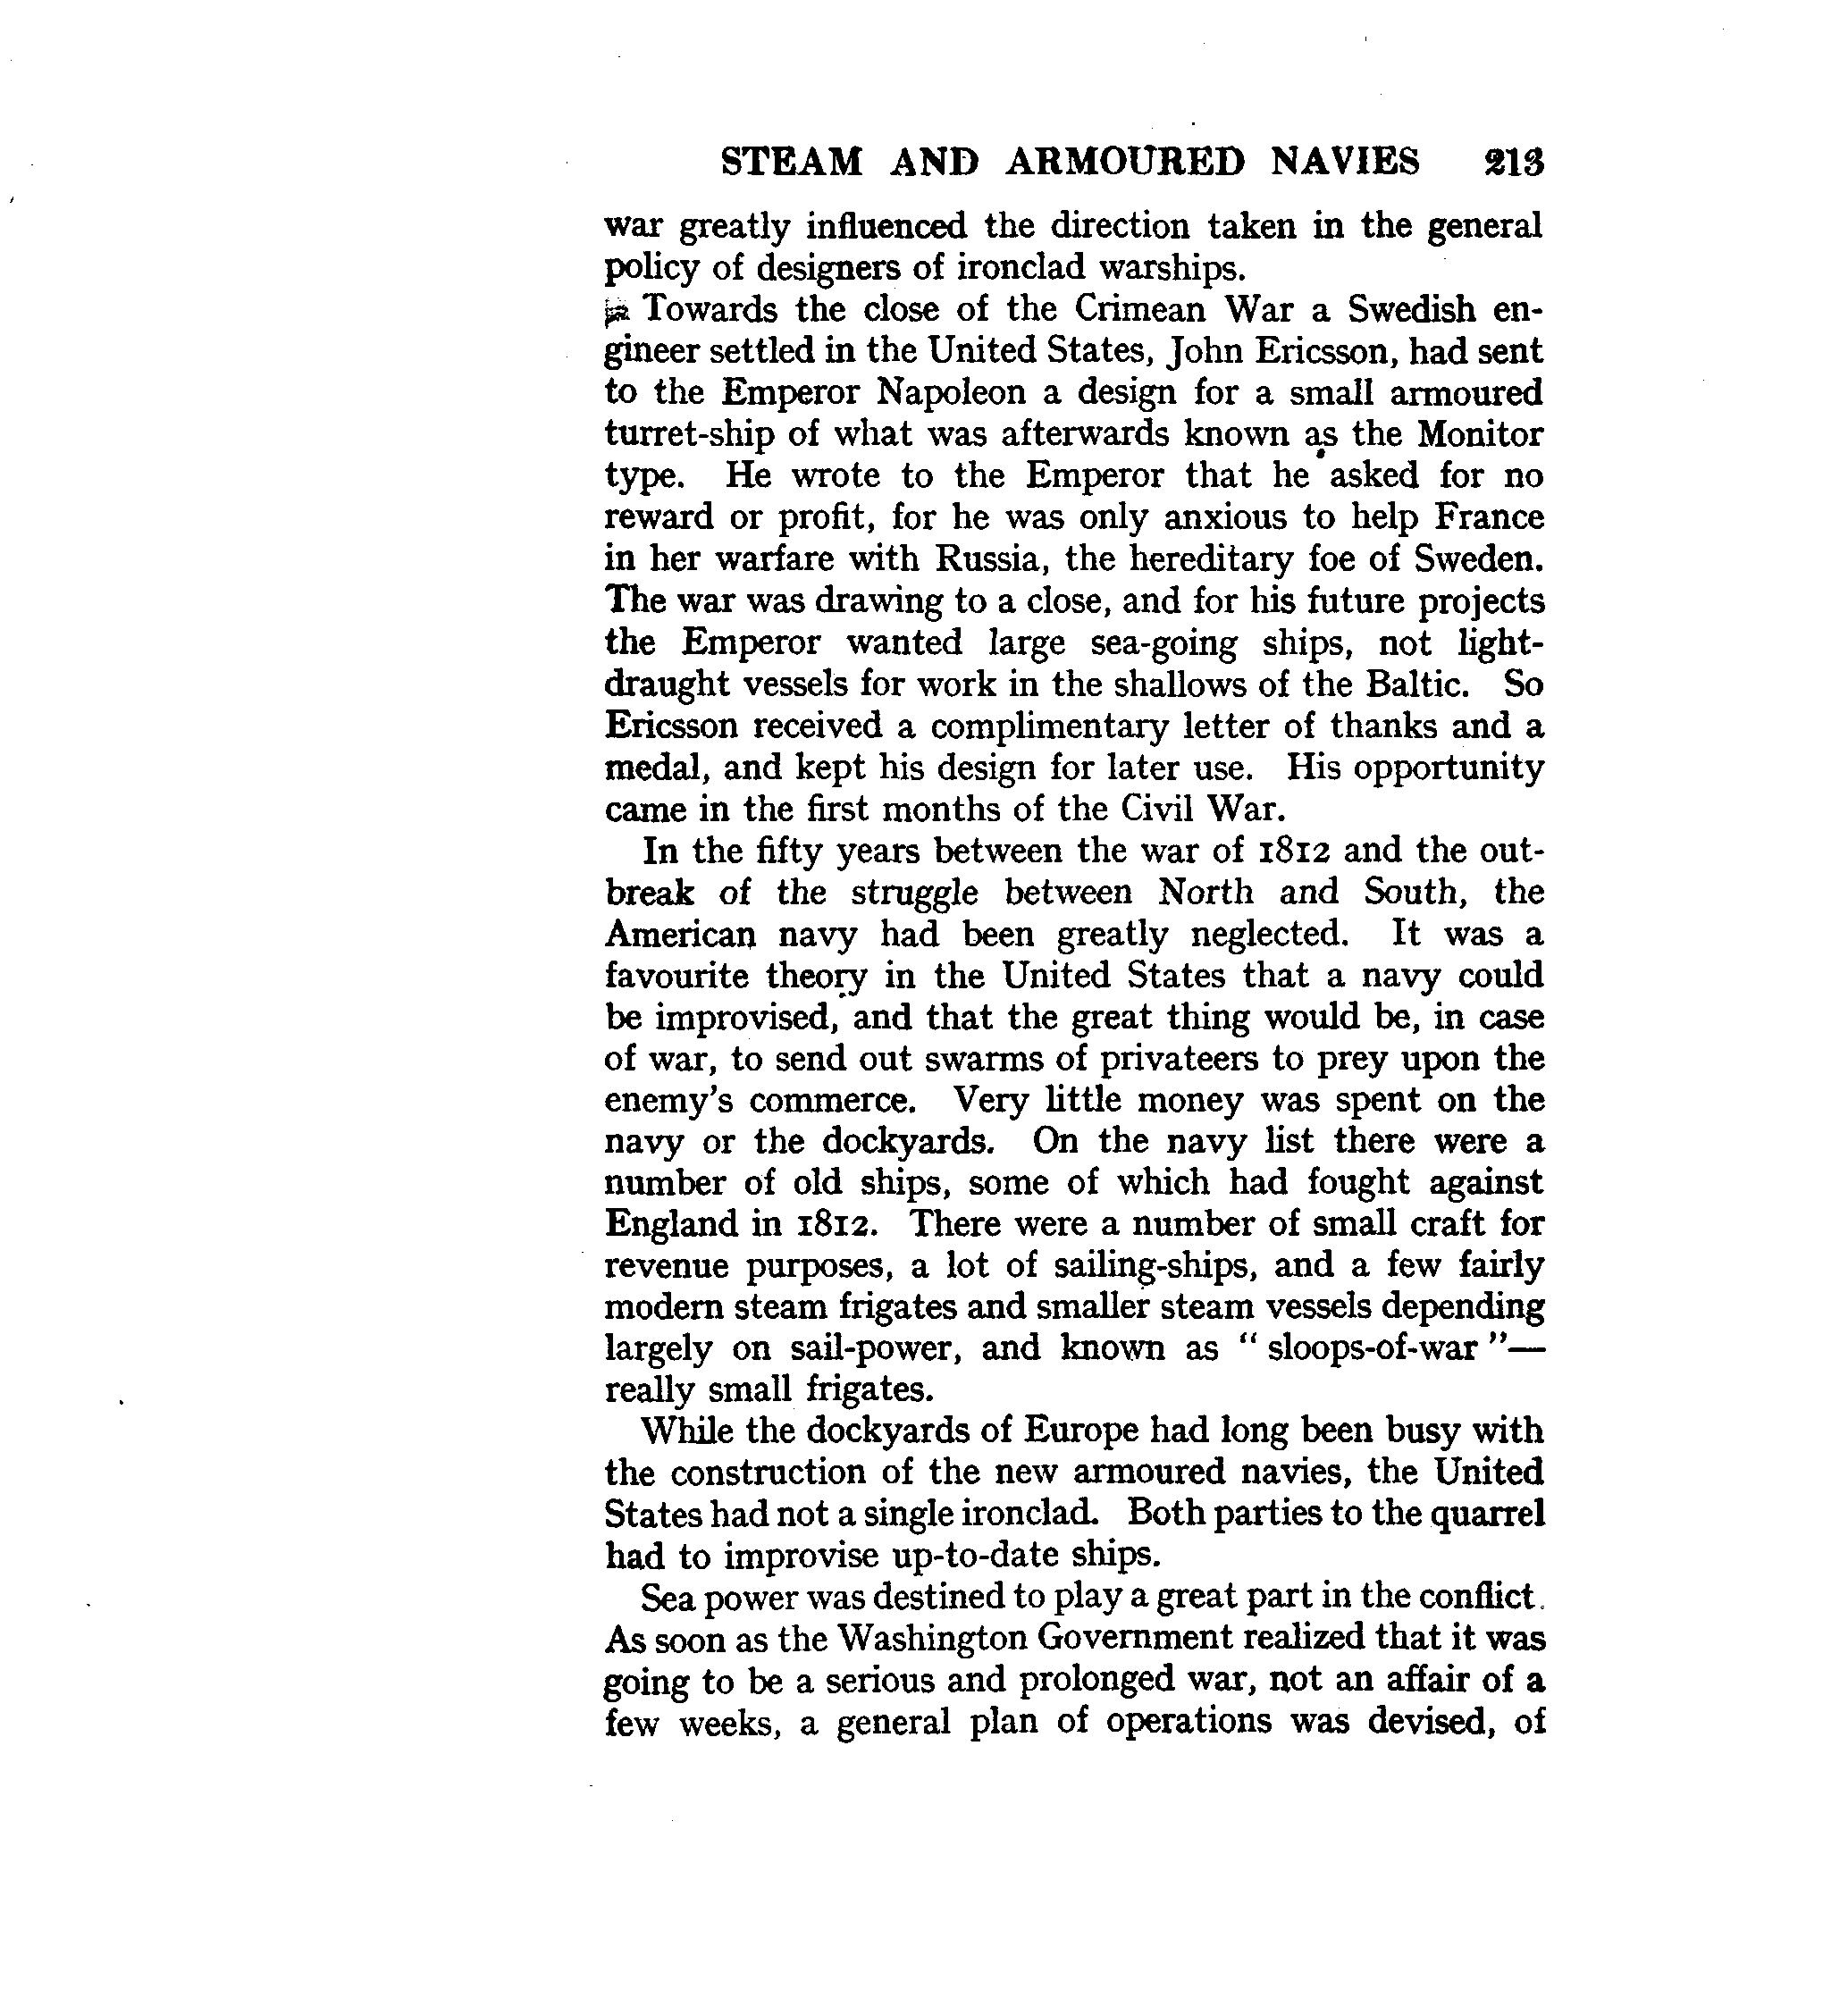 STEAM AND ARMOURED NAVIES 213
war greatly influenced the direction taken in the general
policy of designers of ironclad warships.
Towards the close of the Crimean War a Swedish en-
gineer settled in the United States, John Ericsson, had sent
to the Emperor Napoleon a design for a small armoured
turret-ship of what was afterwards known as the Monitor
type. He wrote to the Emperor that he asked for no
reward or profit, for he was only anxious to help France
in her warfare with Russia, the hereditary foe of Sweden.
The war was drawing to a close, and for his future projects
the Emperor wanted large sea-going ships, not light-
draught vessels for work in the shallows of the Baltic. So
Ericsson received a complimentary letter of thanks and a
medal, and kept his design for later use. His opportunity
came in the first months of the Civil War.
In the fifty years between the war of 1812 and the out-
break of the struggle between North and South, the
American navy had been greatly neglected. It was a
favourite theory in the United States that a navy could
be improvised, and that the great thing would be, in case
of war, to send out swarms of privateers to prey upon the
enemy's commerce. Very little money was spent on the
navy or the dockyards. On the navy list there were a
number of old ships, some of which had fought against
England in 1812. There were a number of small craft for
revenue purposes, a lot of sailing-ships, and a few fairly
modern steam frigates and smaller steam vessels depending
largely on sail-power, and known as " sloops-of-war "—
really small frigates.
While the dockyards of Europe had long been busy with
the construction of the new armoured navies, the United
States had not a single ironclad. Both parties to the quarrel
had to improvise up-to-date ships.
Sea power was destined to play a great part in the conflict.
As soon as the Washington Government realized that it was
going to be a serious and prolonged war, not an affair of a
few weeks, a general plan of operations was devised, of